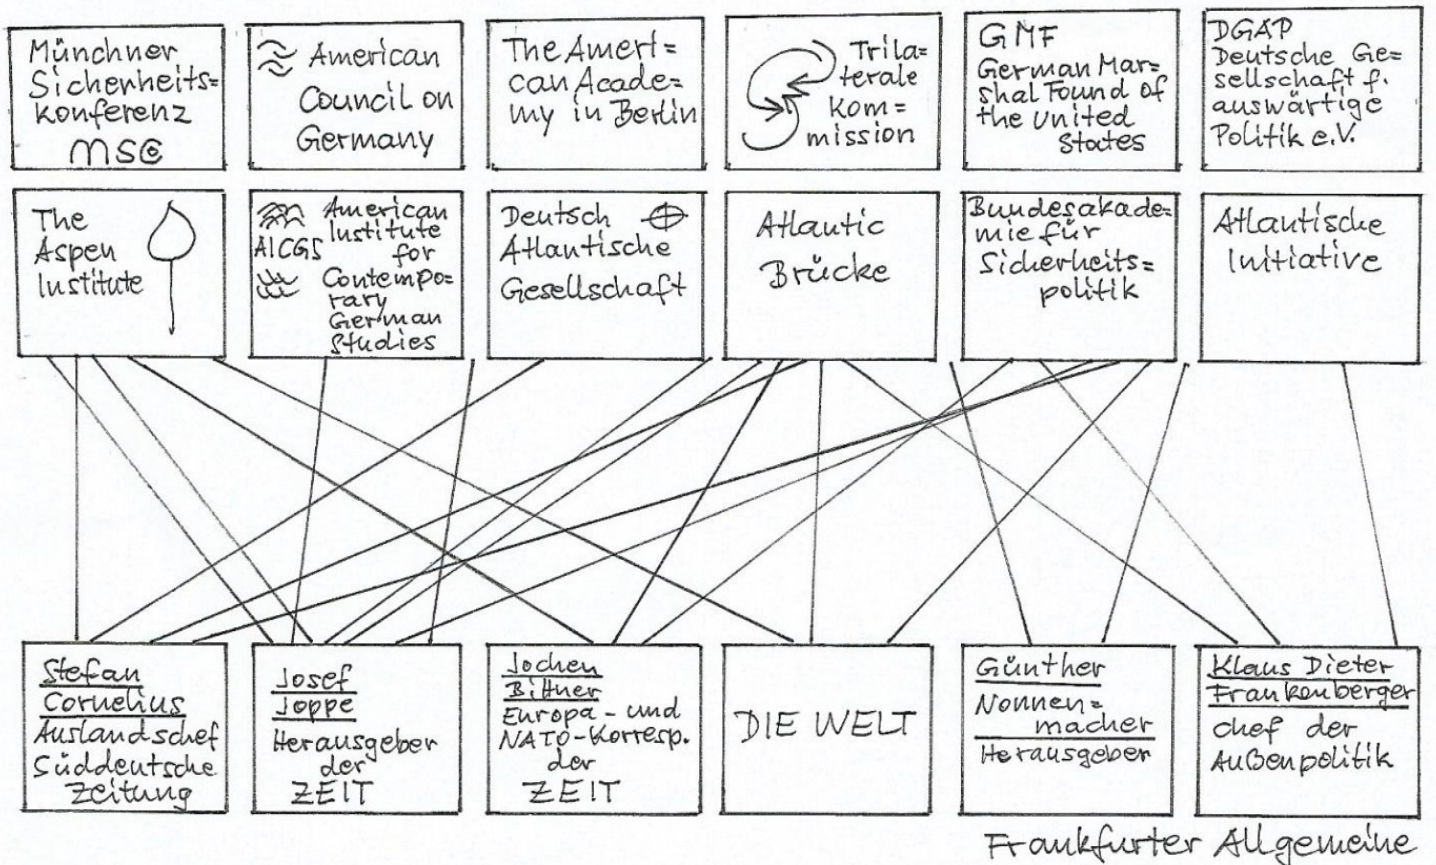 Münchner
Sicherheits=
konferenz
msc
American
Council on
Germany
The Ameri=
can Acade=
my in Berlin
Trila=
terale
Kom=
mission
GMF
German Mar=
shal Found of
the United
States
DGAP
Deutsche Ge=
sellschaft f.
auswärtige
Politik e.V.
The
Aspen
Institute
AICGS
American
Institute
for
Contempo=
rary
German
Studies
Deutsch
Atlantische
Gesellschaft
Atlantic
Brücke
Bundesakade=
mie für
Sicherheits=
politik
Atlantische
Initiative
Stefan
Cornelius
Auslandschef
Süddeutsche
Zeitung
Josef
Joppe
Herausgeber
der
ZEIT
Jochen
Bittner
Europa- und
NATO-Korresp.
der
ZEIT
DIE WELT
Günther
Nonnen=
macher
Herausgeber
Klaus Dieter
Frankenberger
Chef der
Außenpolitik
Frankfurter Allgemeine